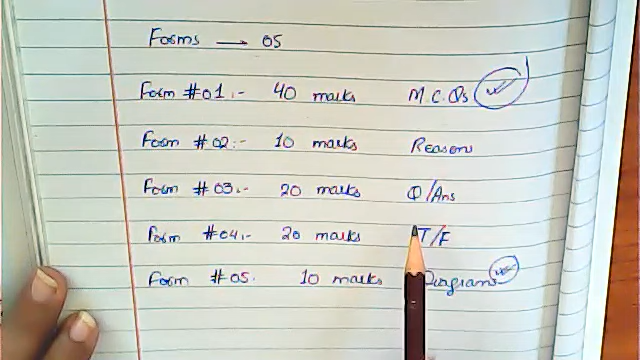 Forms → 05
Form #01:- 40 marks M.C.Qs
Form #02:- 10 marks Reason
Form #03:- 20 marks Q/Ans
Form #04:- 20 marks T/F
Form #05. 10 marks Diagrams